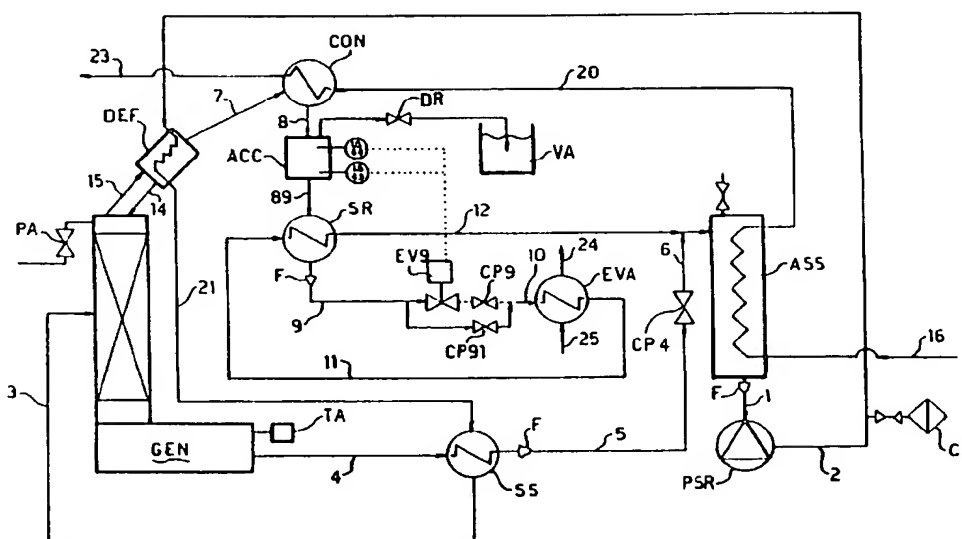 CON
23
20
7
DR
DEF
8
ACC
VA
15
14
89
SR
12
PA
24
6
ASS
EV9
CP9
10
EVA
F
21
9
CP91
25
CP4
16
11
3
F
1
TA
F
5
GEN
4
2
C
SS
PSR